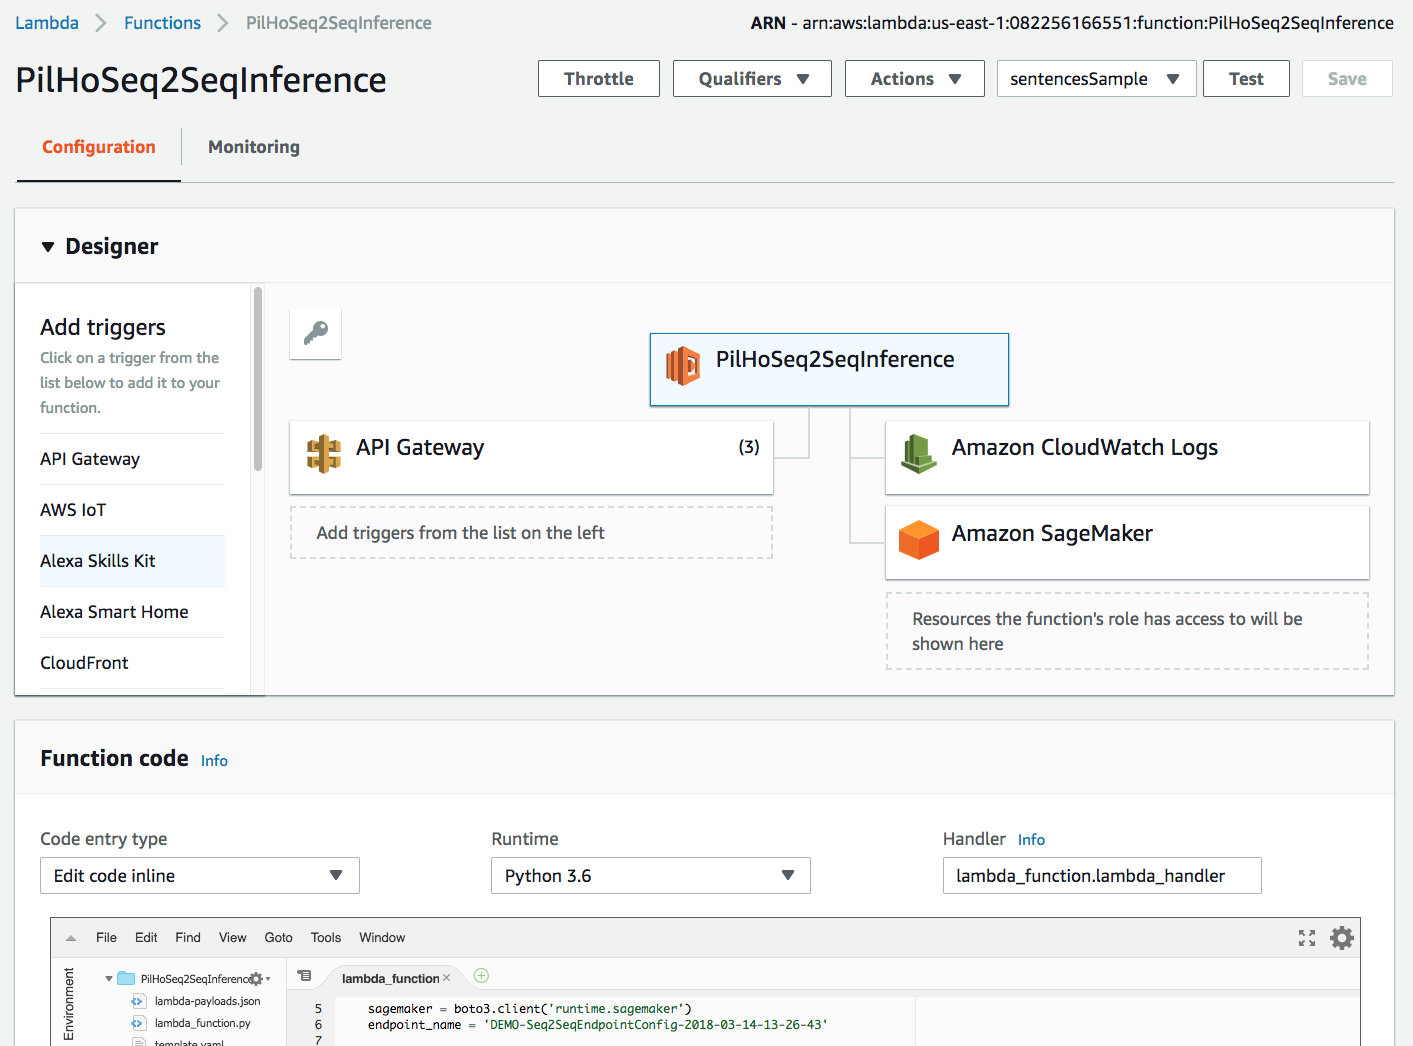 Lambda Functions PilHoSeq2SeqInference
ARN - arn:aws:lambda:us-east-1:082256166551:function:PilHoSeq2SeqInference
PilHoSeq2SeqInference
Throttle
Qualifiers
Actions
sentencesSample
Test
Save
Configuration
Monitoring
Designer
Add triggers
Click on a trigger from the
list below to add it to your
function.
API Gateway
AWS IoT
Alexa Skills Kit
Alexa Smart Home
CloudFront
PilHoSeq2SeqInference
API Gateway (3)
Add triggers from the list on the left
Amazon CloudWatch Logs
Amazon SageMaker
Resources the function's role has access to will be
shown here
Function code Info
Code entry type
Edit code inline
Runtime
Python 3.6
Handler Info
lambda_function.lambda_handler
File Edit Find View Goto Tools Window
Environment
PilHoSeq2SeqInference
lambda-payloads.json
lambda_function.py
template.yaml
lambda_function
5 sagemaker = boto3.client('runtime.sagemaker')
6 endpoint_name = 'DEMO-Seq2SeqEndpointConfig-2018-03-14-13-26-43'
7